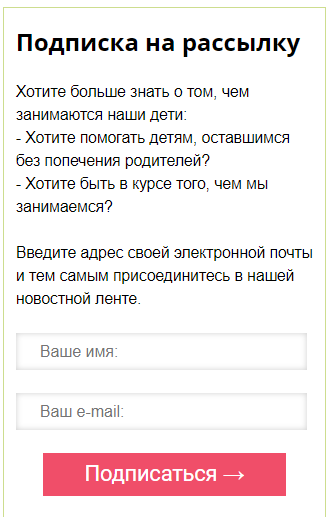 Подписка на рассылку
Хотите больше знать о том, чем
занимаются наши дети:
- Хотите помогать детям, оставшимся
без попечения родителей?
- Хотите быть в курсе того, чем мы
занимаемся?
Введите адрес своей электронной почты
и тем самым присоединитесь в нашей
новостной ленте.
Ваше имя:
Ваш e-mail:
Подписаться →